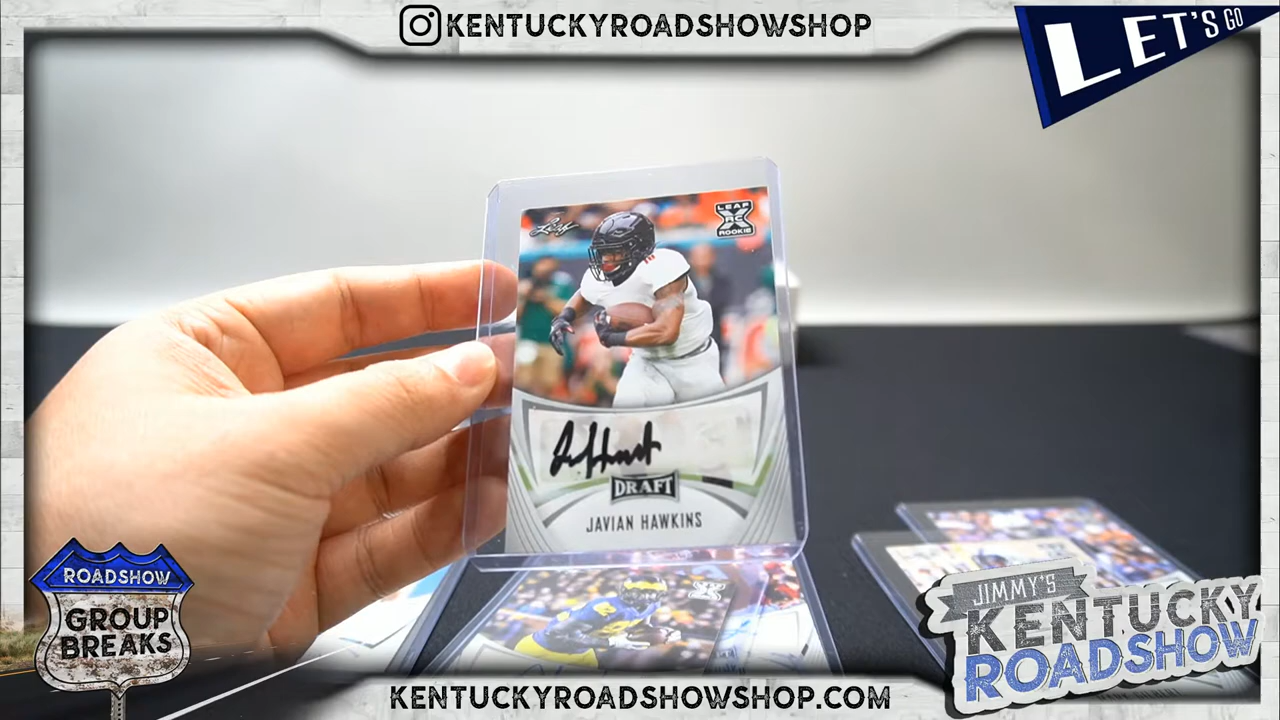 KENTUCKYROADSHOWSHOP
LET'S GO
Leaf
LEAF
X
RC
ROOKIE
DRAFT
JAVIAN HAWKINS
ROADSHOW
GROUP
BREAKS
JIMMY'S
KENTUCKY
ROADSHOW
KENTUCKYROADSHOWSHOP.COM